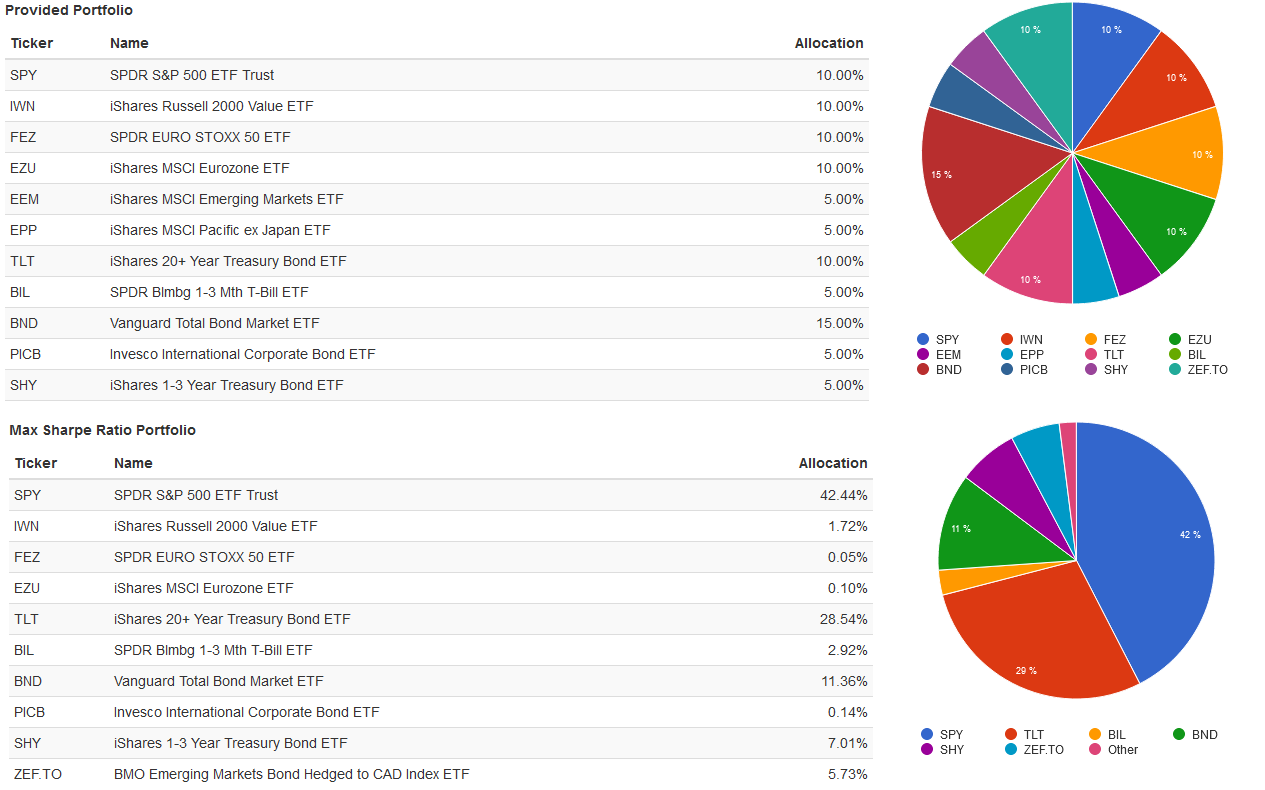 Provided Portfolio
Ticker Name Allocation
SPY SPDR S&P 500 ETF Trust 10.00%
IWN iShares Russell 2000 Value ETF 10.00%
FEZ SPDR EURO STOXX 50 ETF 10.00%
EZU iShares MSCI Eurozone ETF 10.00%
EEM iShares MSCI Emerging Markets ETF 5.00%
EPP iShares MSCI Pacific ex Japan ETF 5.00%
TLT iShares 20+ Year Treasury Bond ETF 10.00%
BIL SPDR Blmbg 1-3 Mth T-Bill ETF 5.00%
BND Vanguard Total Bond Market ETF 15.00%
PICB Invesco International Corporate Bond ETF 5.00%
SHY iShares 1-3 Year Treasury Bond ETF 5.00%
10 % 10 %
10 %
10 %
15 %
10 %
10 %
SPY IWN FEZ EZU
EEM EPP TLT BIL
BND PICB SHY ZEF.TO
Max Sharpe Ratio Portfolio
Ticker Name Allocation
SPY SPDR S&P 500 ETF Trust 42.44%
IWN iShares Russell 2000 Value ETF 1.72%
FEZ SPDR EURO STOXX 50 ETF 0.05%
EZU iShares MSCI Eurozone ETF 0.10%
TLT iShares 20+ Year Treasury Bond ETF 28.54%
BIL SPDR Blmbg 1-3 Mth T-Bill ETF 2.92%
BND Vanguard Total Bond Market ETF 11.36%
PICB Invesco International Corporate Bond ETF 0.14%
SHY iShares 1-3 Year Treasury Bond ETF 7.01%
ZEF.TO BMO Emerging Markets Bond Hedged to CAD Index ETF 5.73%
11 %
42 %
29 %
SPY TLT BIL BND
SHY ZEF.TO Other